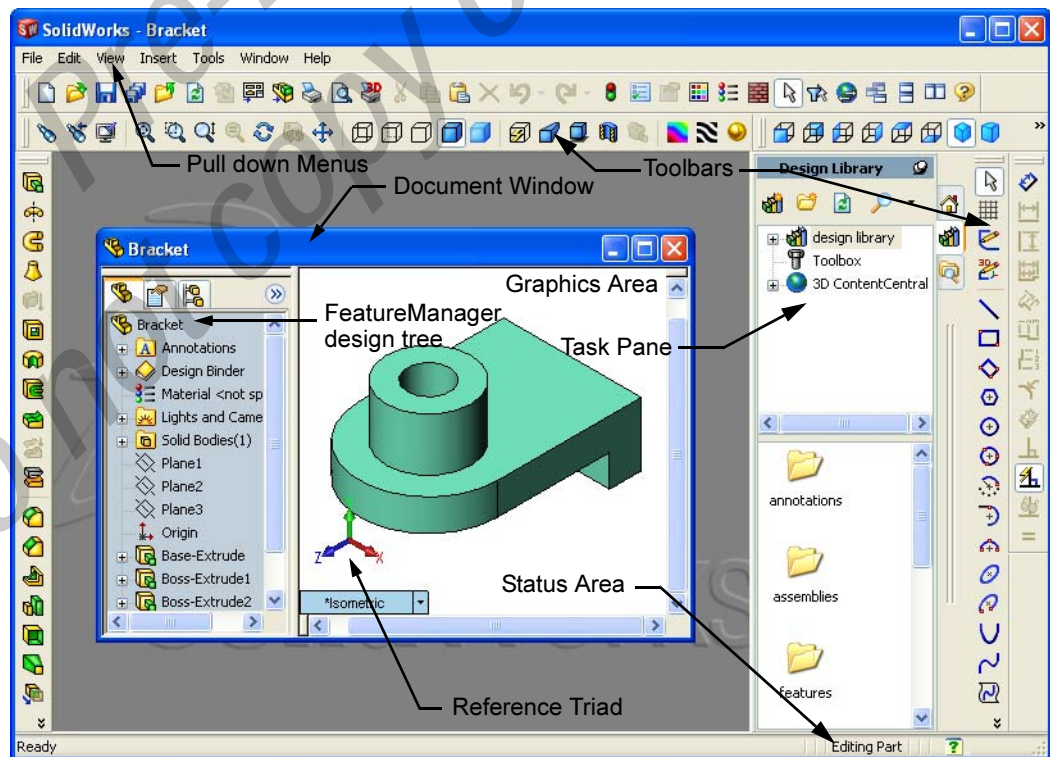 SolidWorks - Bracket
File Edit View Insert Tools Window Help
Pull down Menus
Toolbars
Document Window
Design Library
design library
Toolbox
3D ContentCentral
Bracket
Graphics Area
FeatureManager
design tree
Task Pane
Bracket
Annotations
Design Binder
Material <not sp
Lights and Came
Solid Bodies(1)
Plane1
Plane2
Plane3
Origin
Base-Extrude
Boss-Extrude1
Boss-Extrude2
Z
X
*Isometric
annotations
assemblies
features
Status Area
Reference Triad
Ready
Editing Part